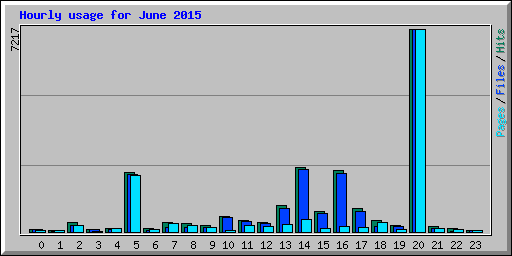 Hourly usage for June 2015
7217
Pages/Files/Hits
0 1 2 3 4 5 6 7 8 9 10 11 12 13 14 15 16 17 18 19 20 21 22 23